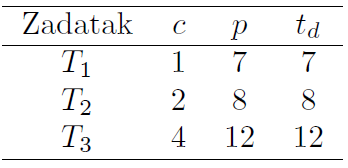 Zadatak c p t_d
T_1 1 7 7
T_2 2 8 8
T_3 4 12 12